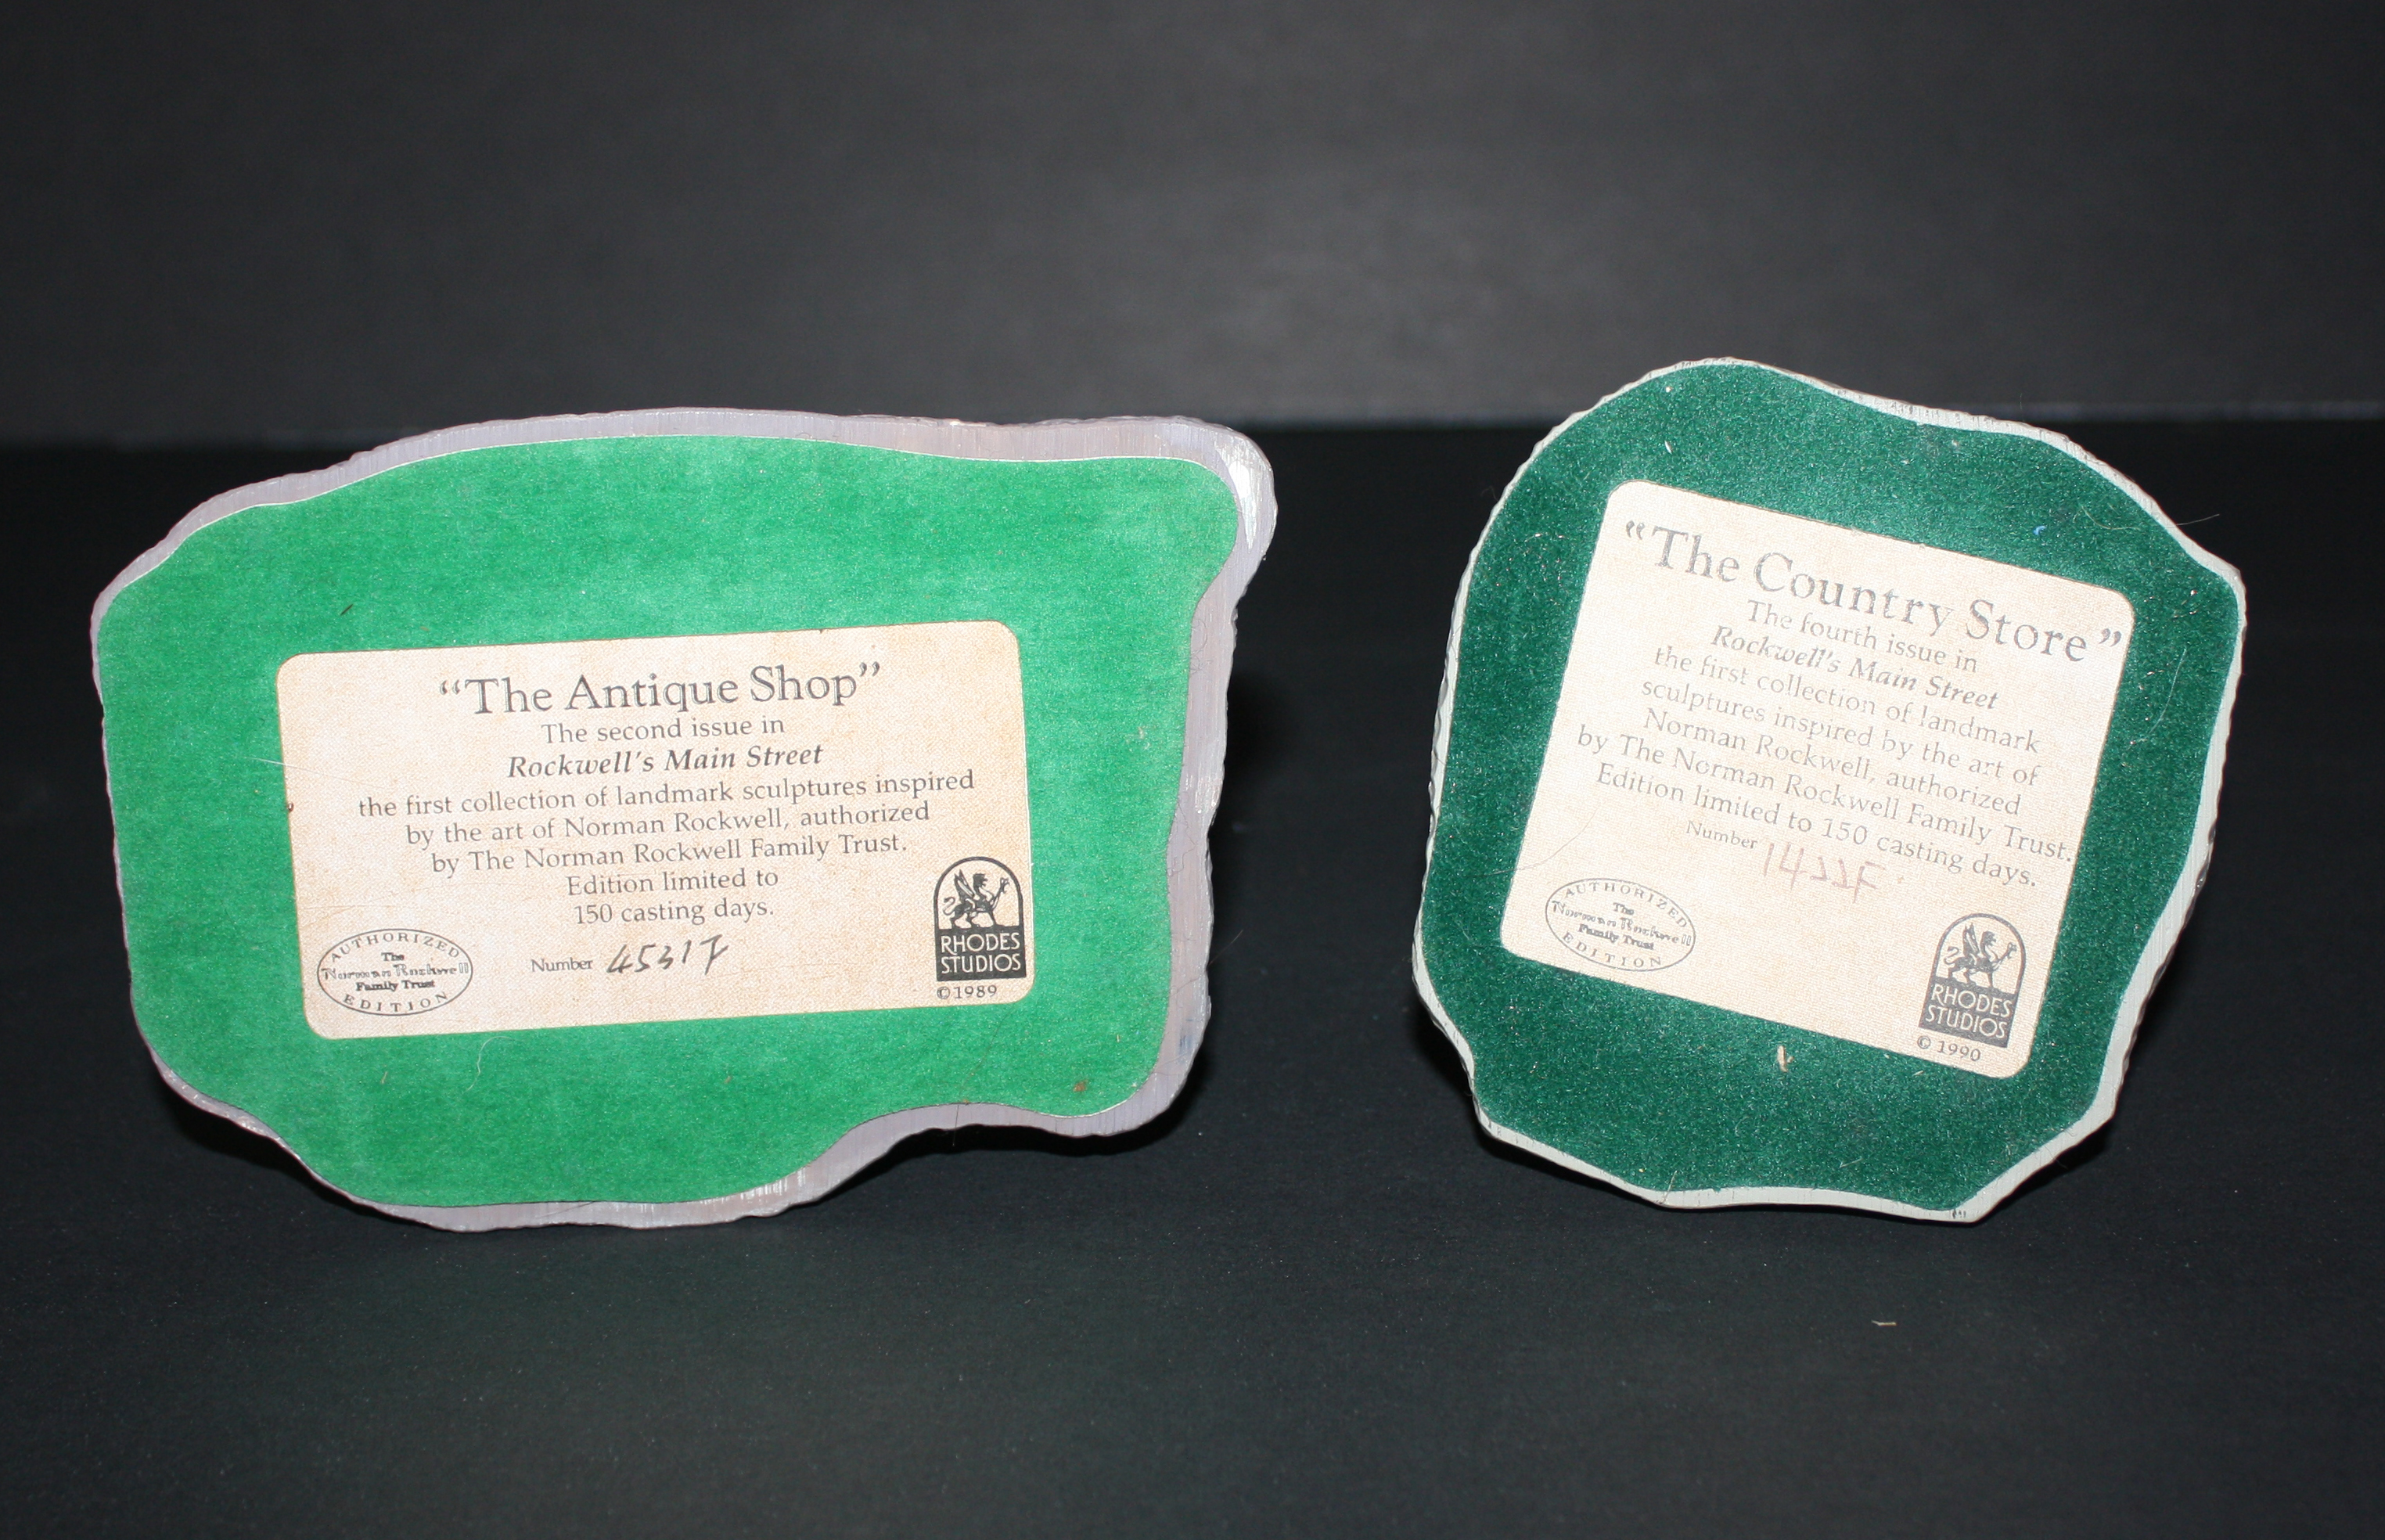 “The Antique Shop”
The second issue in
Rockwell's Main Street
the first collection of landmark sculptures inspired
by the art of Norman Rockwell, authorized
by The Norman Rockwell Family Trust.
Edition limited to
150 casting days.
Number 4531F
AUTHORIZED
The
Norman Rockwell
Family Trust
EDITION
RHODES
STUDIOS
©1989
“The Country Store”
The fourth issue in
Rockwell's Main Street
the first collection of landmark
sculptures inspired by the art of
Norman Rockwell, authorized
by The Norman Rockwell Family Trust.
Edition limited to 150 casting days.
Number
AUTHORIZED
The
Norman Rockwell
Family Trust
EDITION
RHODES
STUDIOS
© 1990